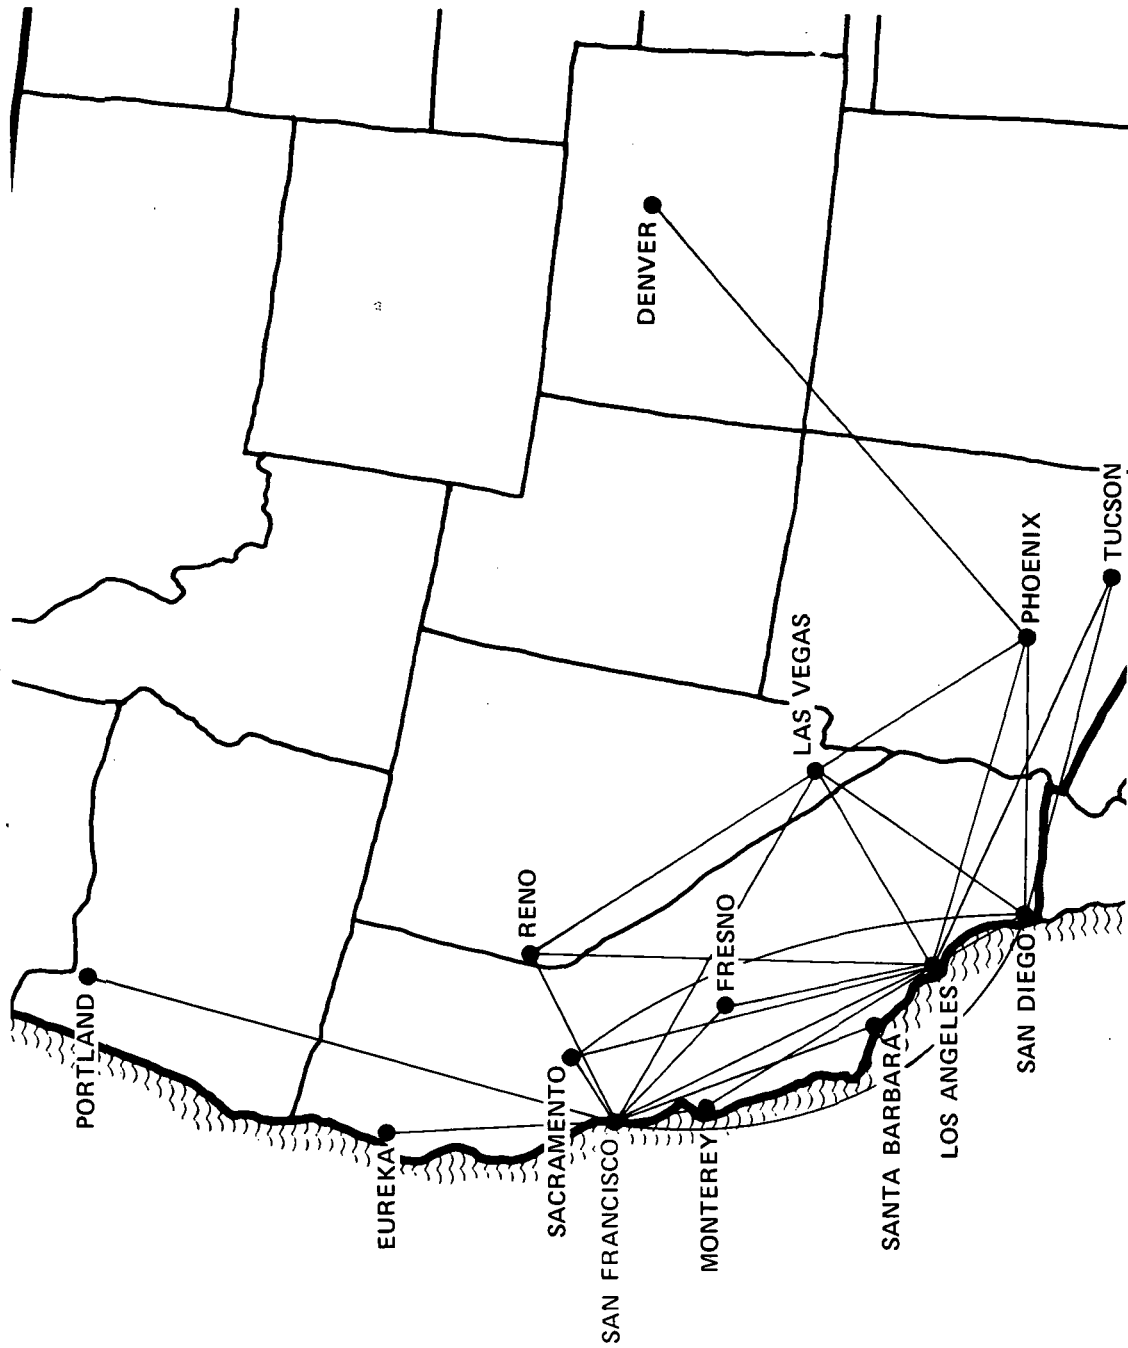 PORTLAND
EUREKA
SACRAMENTO
SAN FRANCISCO
MONTEREY
SANTA BARBARA
LOS ANGELES
SAN DIEGO
RENO
FRESNO
LAS VEGAS
PHOENIX
TUCSON
DENVER